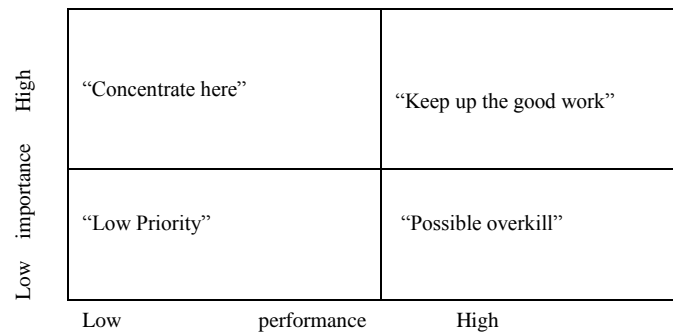 High
“Concentrate here”
“Keep up the good work”
importance
“Low Priority”
“Possible overkill”
Low
Low performance High